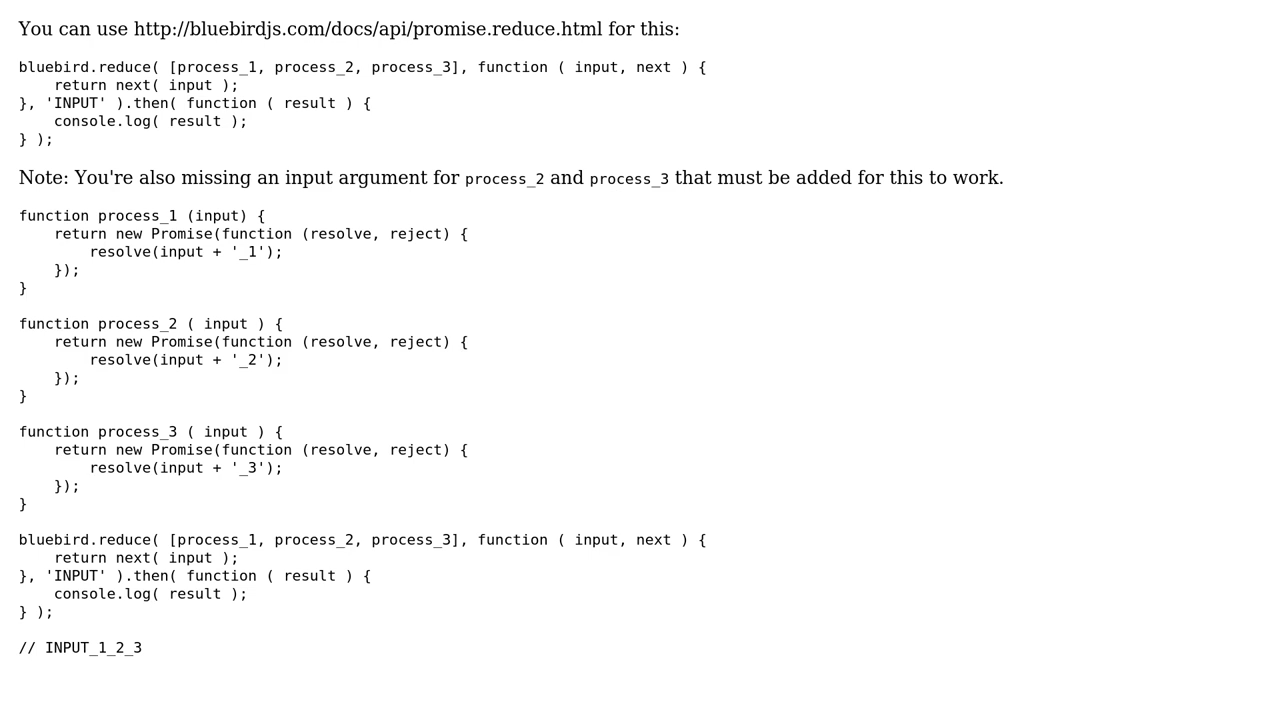 You can use http://bluebirdjs.com/docs/api/promise.reduce.html for this:
bluebird.reduce( [process_1, process_2, process_3], function ( input, next ) {
    return next( input );
}, 'INPUT' ).then( function ( result ) {
    console.log( result );
} );
Note: You're also missing an input argument for process_2 and process_3 that must be added for this to work.
function process_1 (input) {
    return new Promise(function (resolve, reject) {
        resolve(input + '_1');
    });
}
function process_2 ( input ) {
    return new Promise(function (resolve, reject) {
        resolve(input + '_2');
    });
}
function process_3 ( input ) {
    return new Promise(function (resolve, reject) {
        resolve(input + '_3');
    });
}
bluebird.reduce( [process_1, process_2, process_3], function ( input, next ) {
    return next( input );
}, 'INPUT' ).then( function ( result ) {
    console.log( result );
} );
// INPUT_1_2_3